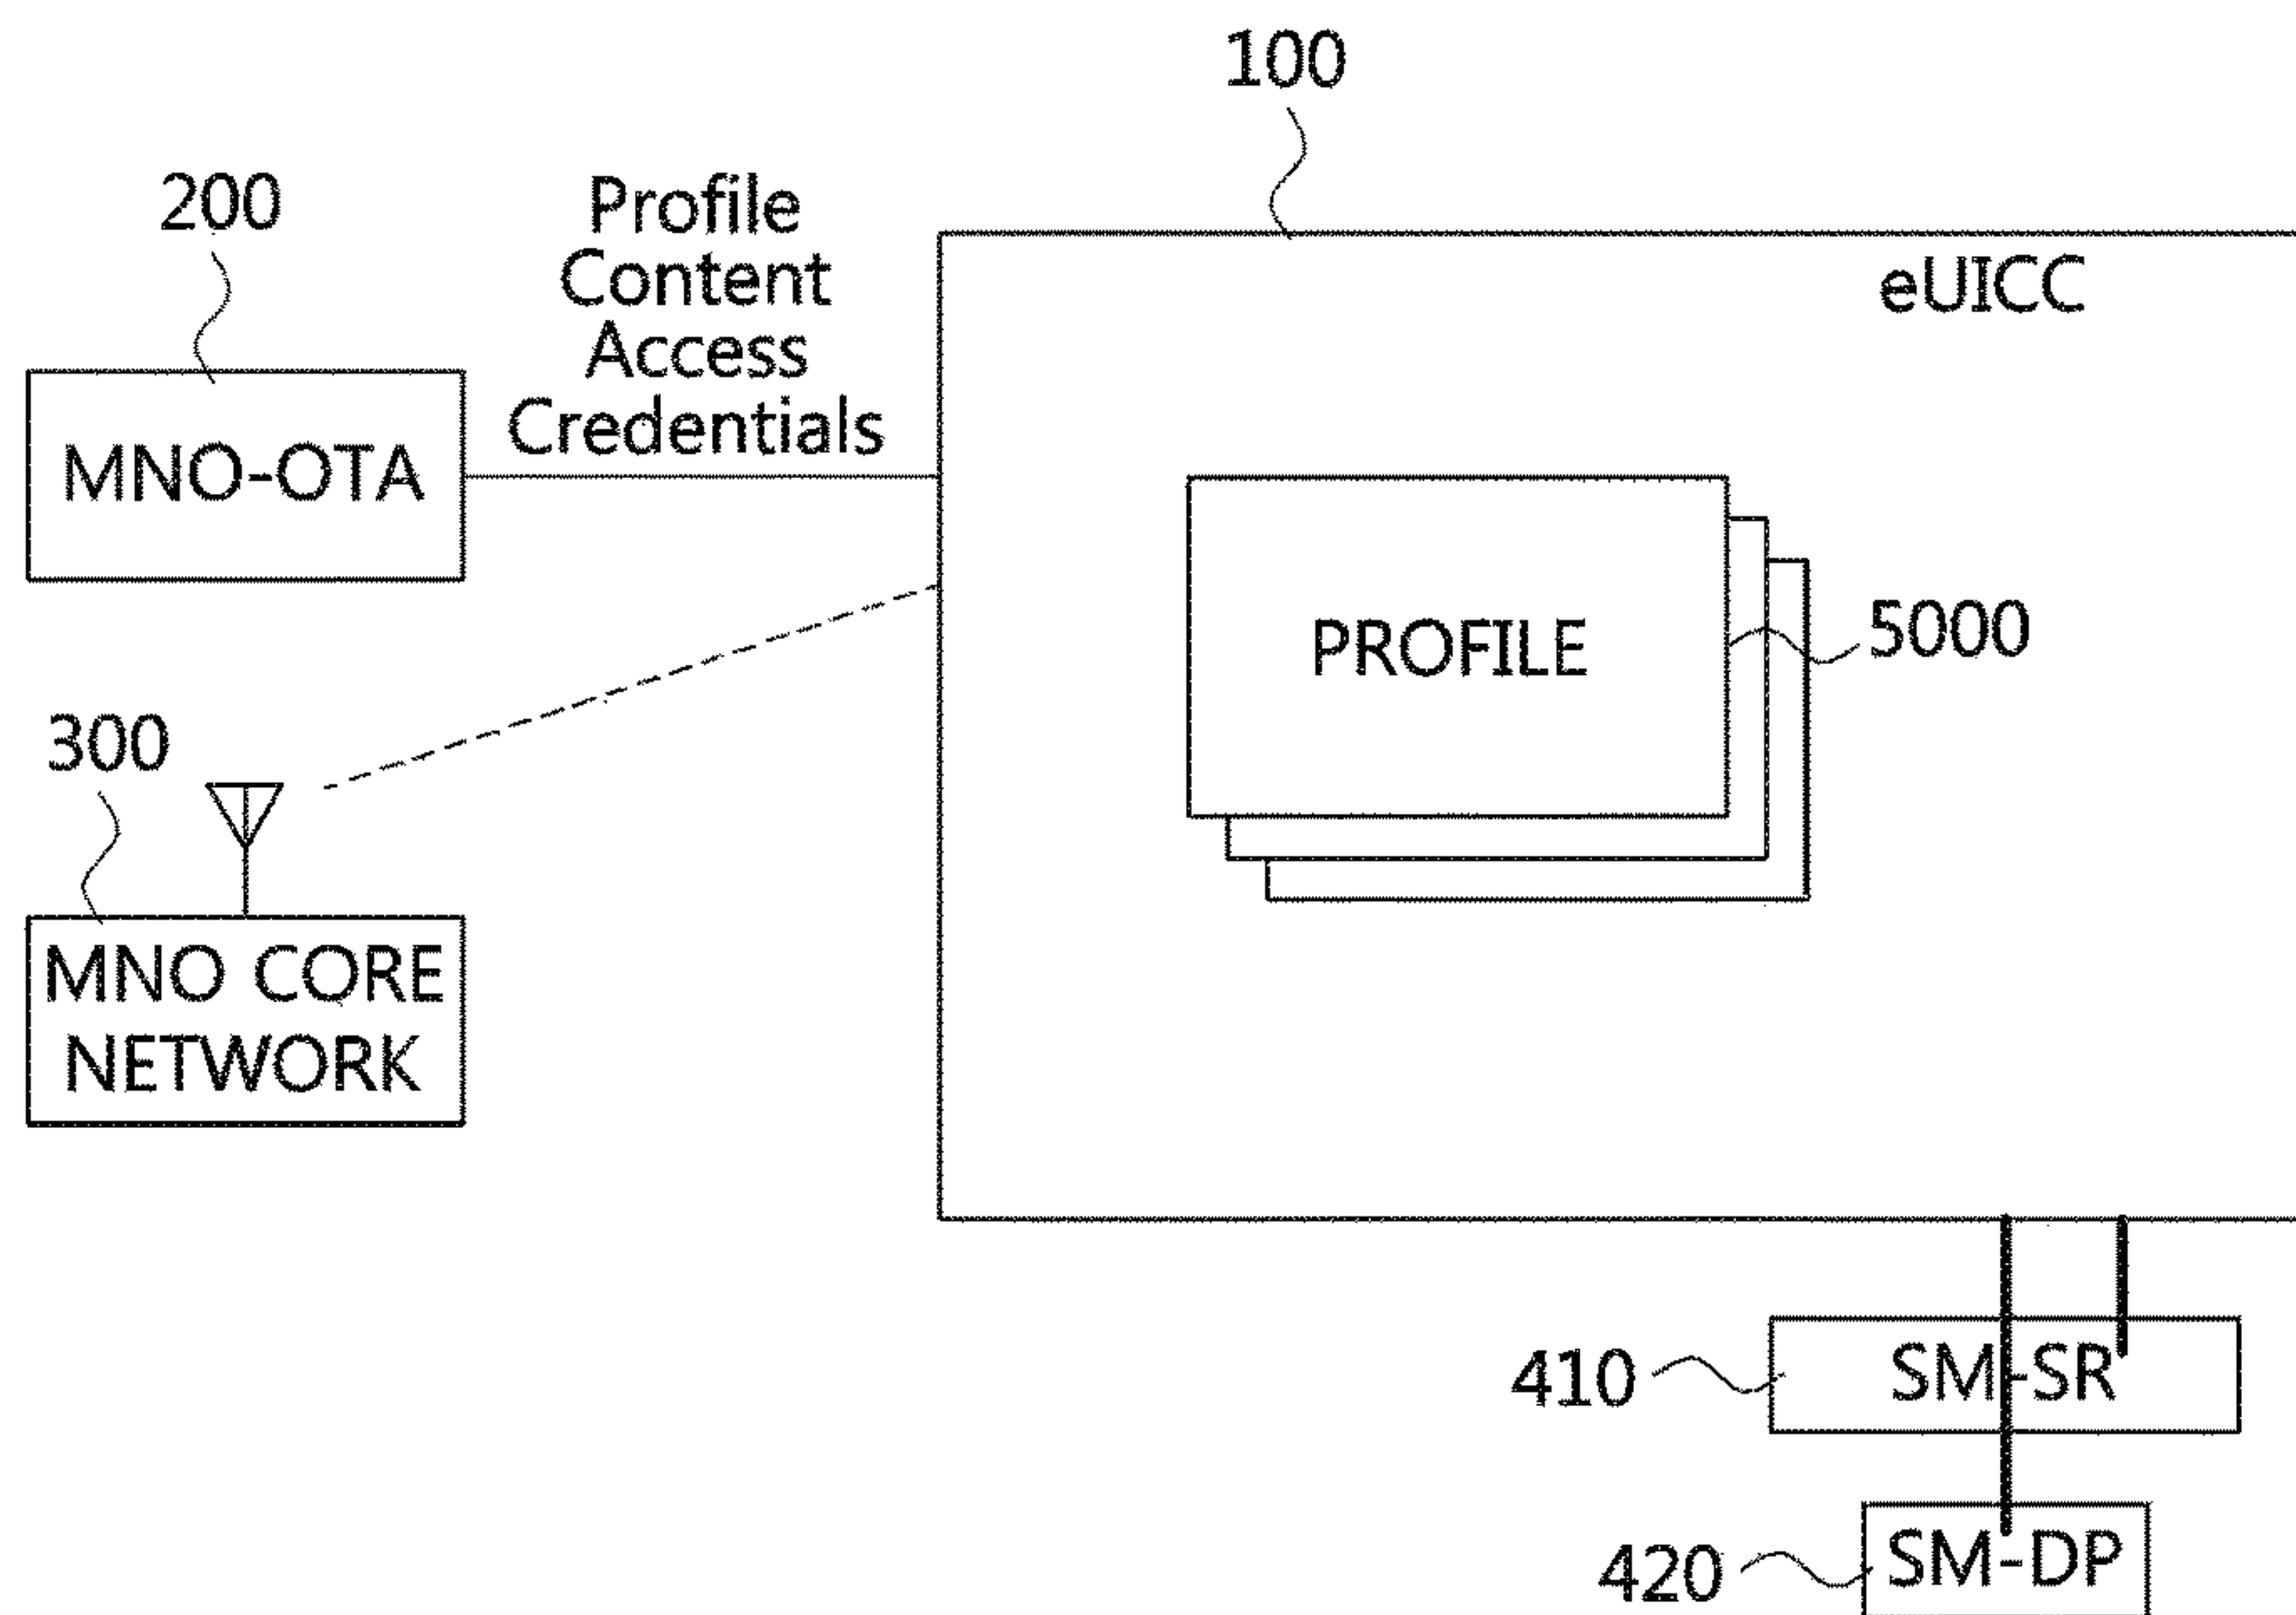 100
200
Profile
Content
Access
Credentials
eUICC
MNO-OTA
PROFILE
5000
300
MNO CORE
NETWORK
410
SM-SR
420
SM-DP